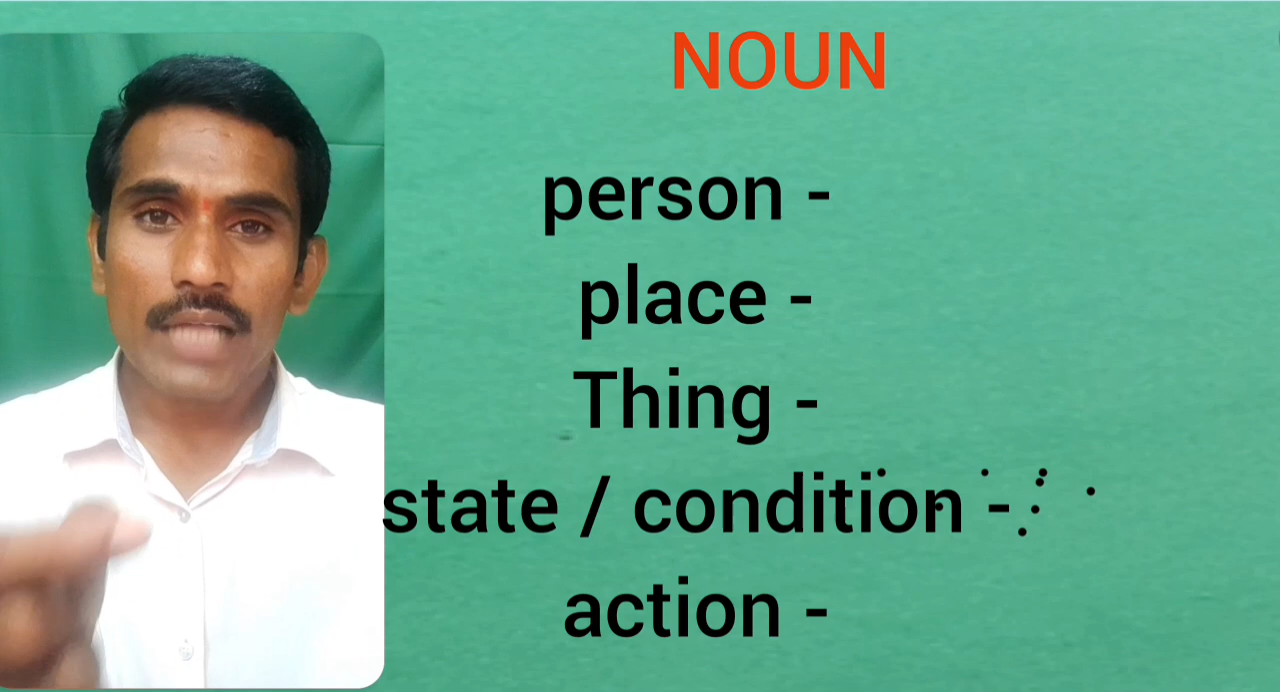 NOUN
person -
place -
Thing -
state / condition -
action -